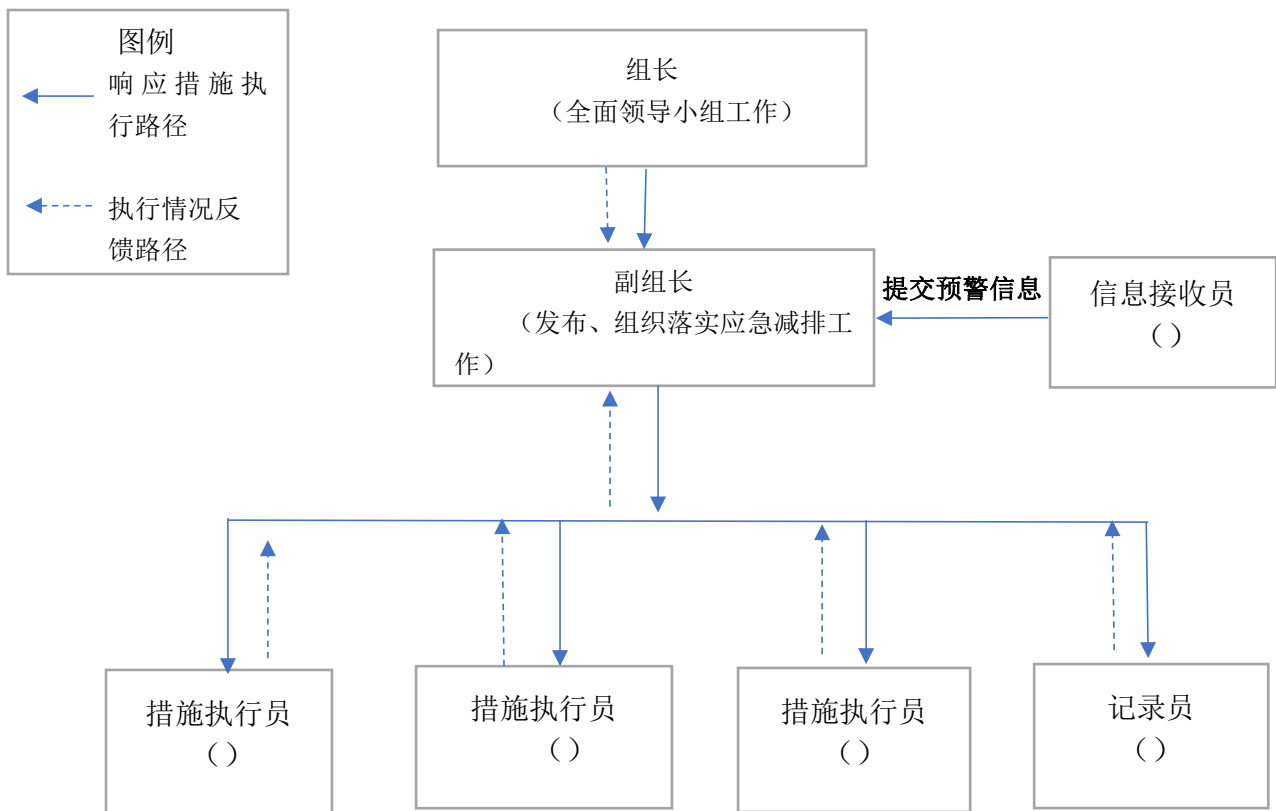 图例
响应措施执
行路径
执行情况反
馈路径
组长
（全面领导小组工作）
副组长
（发布、组织落实应急减排工
作）
提交预警信息
信息接收员
（）
措施执行员
（）
措施执行员
（）
措施执行员
（）
记录员
（）